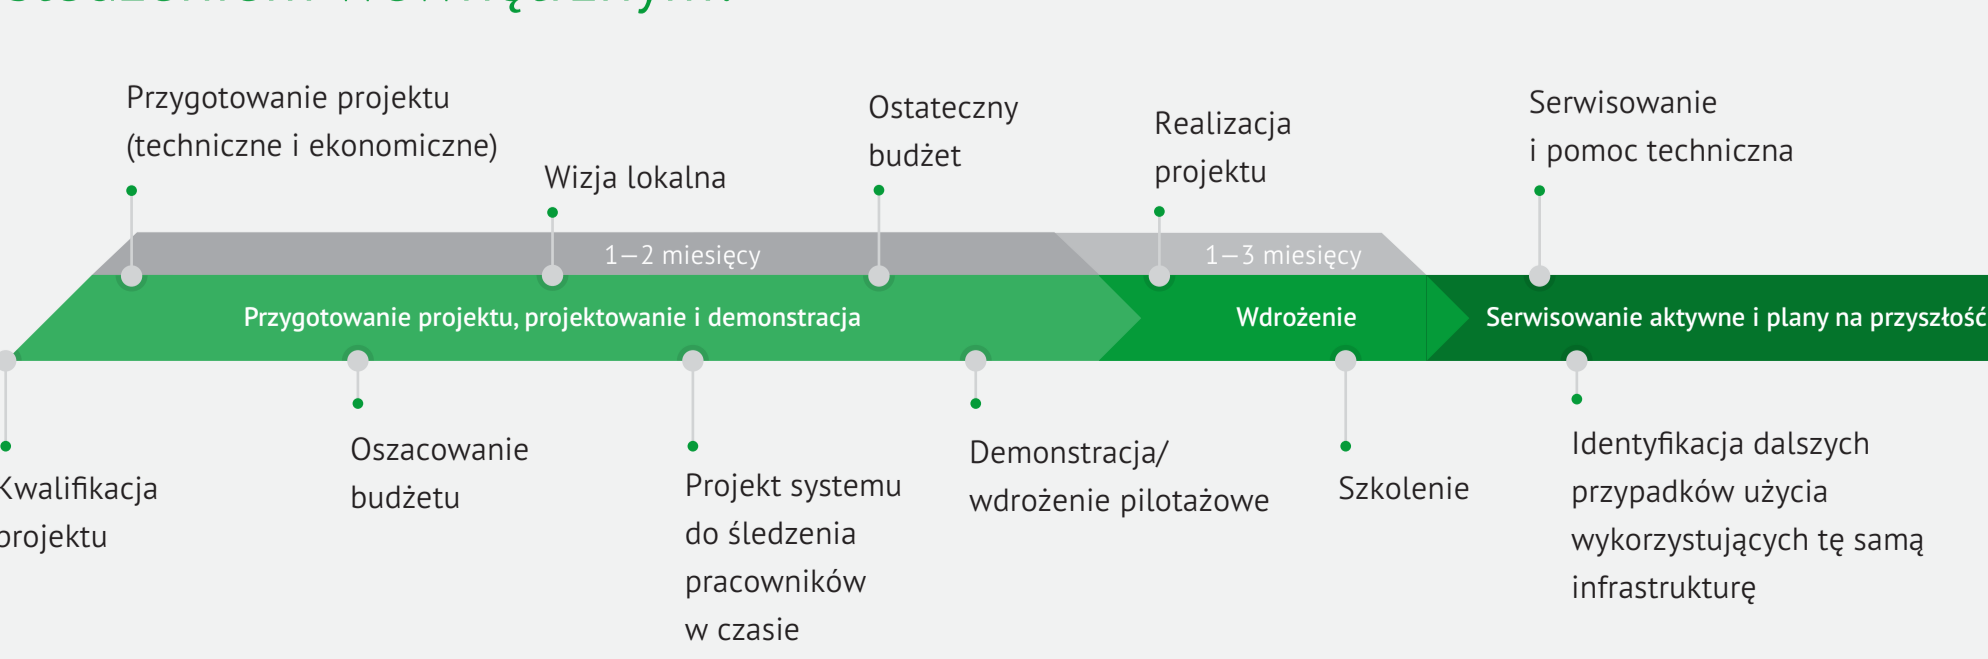 Przygotowanie projektu
(techniczne i ekonomiczne)
Wizja lokalna
Ostateczny
budżet
Realizacja
projektu
Serwisowanie
i pomoc techniczna
1—2 miesięcy
1—3 miesięcy
Przygotowanie projektu, projektowanie i demonstracja
Wdrożenie
Serwisowanie aktywne i plany na przyszłość
Kwalifikacja
projektu
Oszacowanie
budżetu
Projekt systemu
do śledzenia
pracowników
w czasie
Demonstracja/
wdrożenie pilotażowe
Szkolenie
Identyfikacja dalszych
przypadków użycia
wykorzystujących tę samą
infrastrukturę